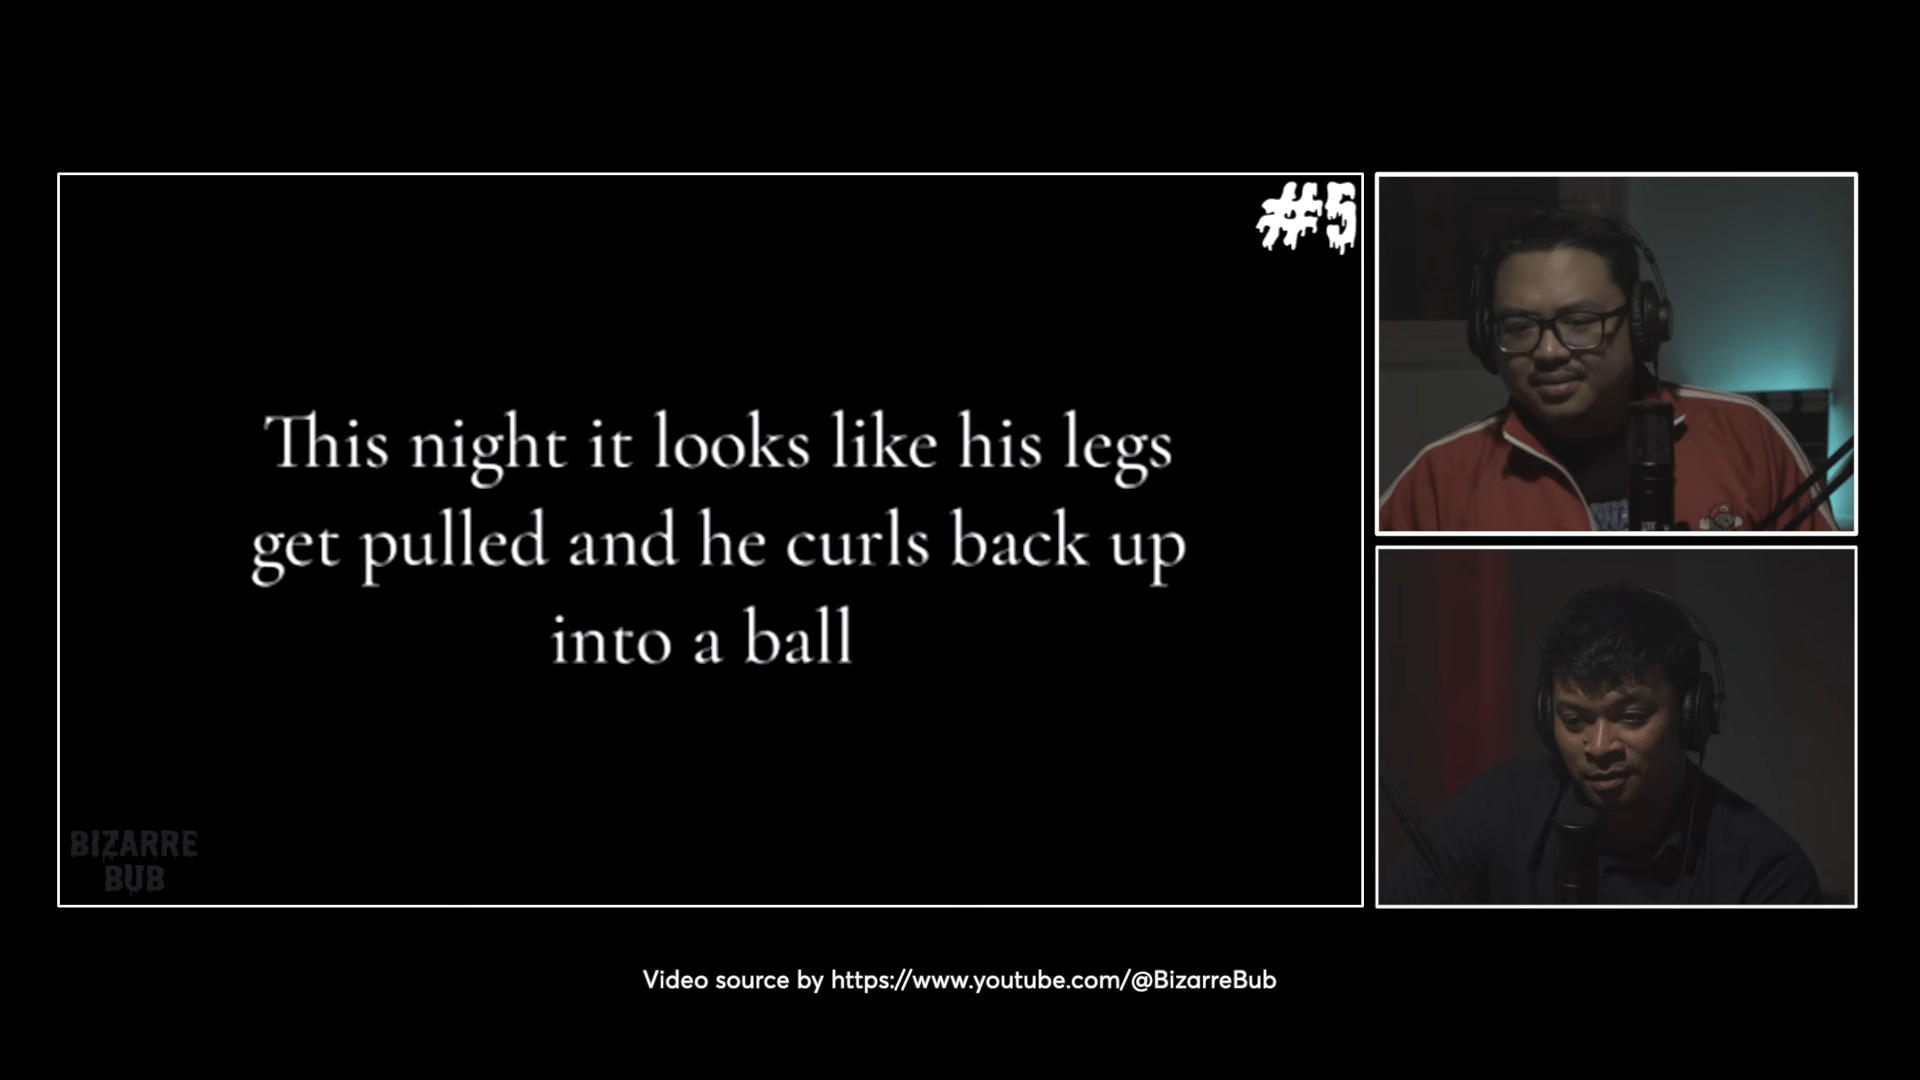 #5
This night it looks like his legs
get pulled and he curls back up
into a ball
BIZARRE
BUB
Video source by https://www.youtube.com/@BizarreBub